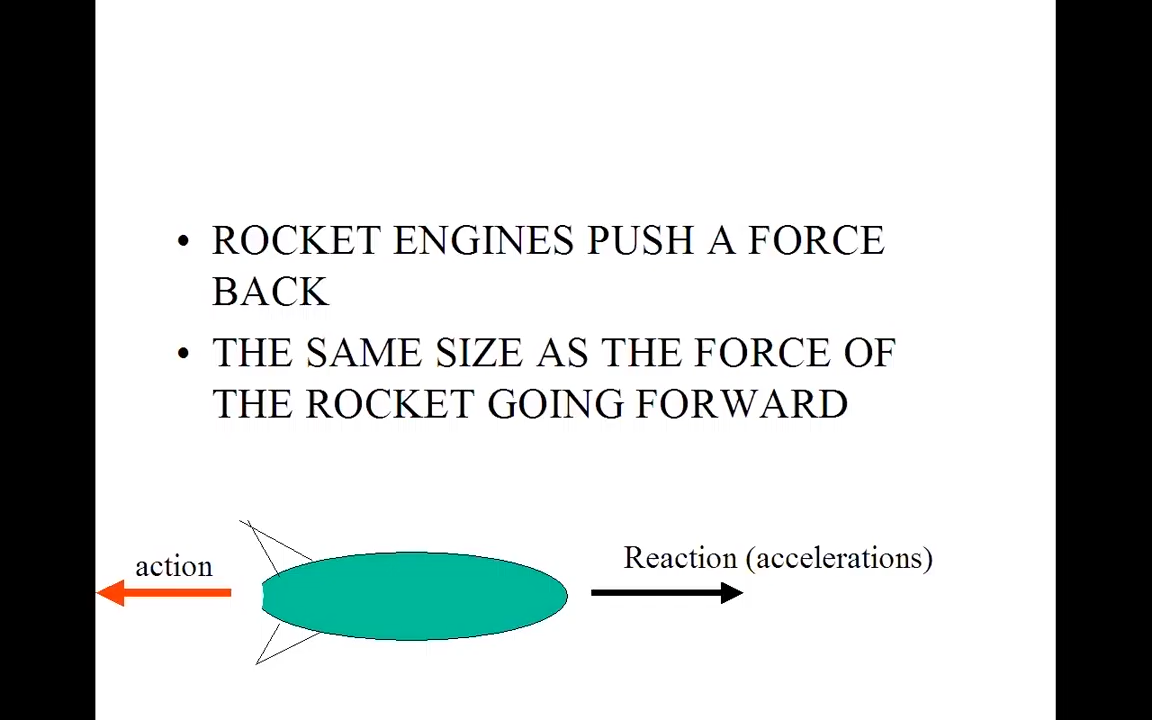 • ROCKET ENGINES PUSH A FORCE
BACK
• THE SAME SIZE AS THE FORCE OF
THE ROCKET GOING FORWARD
action
Reaction (accelerations)